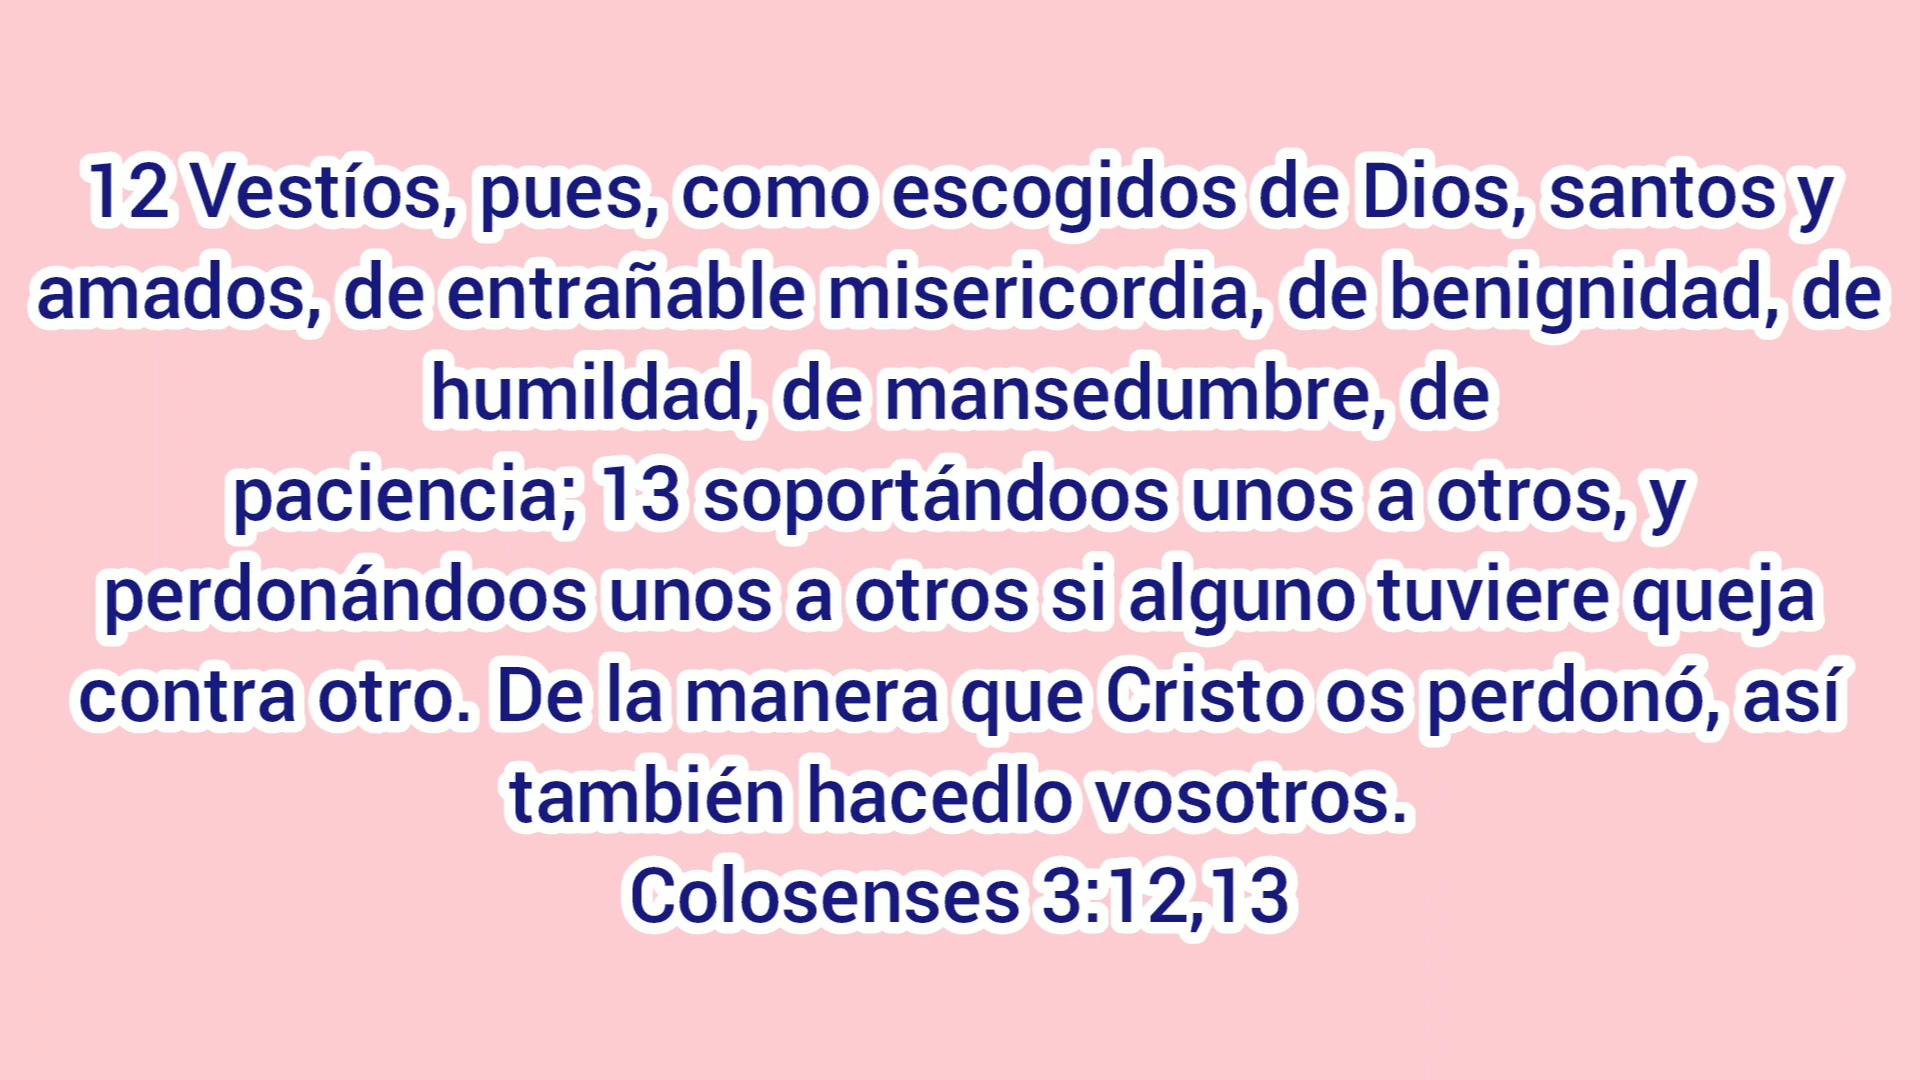 12 Vestíos, pues, como escogidos de Dios, santos y
amados, de entrañable misericordia, de benignidad, de
humildad, de mansedumbre, de
paciencia; 13 soportándoos unos a otros, y
perdonándoos unos a otros si alguno tuviere queja
contra otro. De la manera que Cristo os perdonó, así
también hacedlo vosotros.
Colosenses 3:12,13